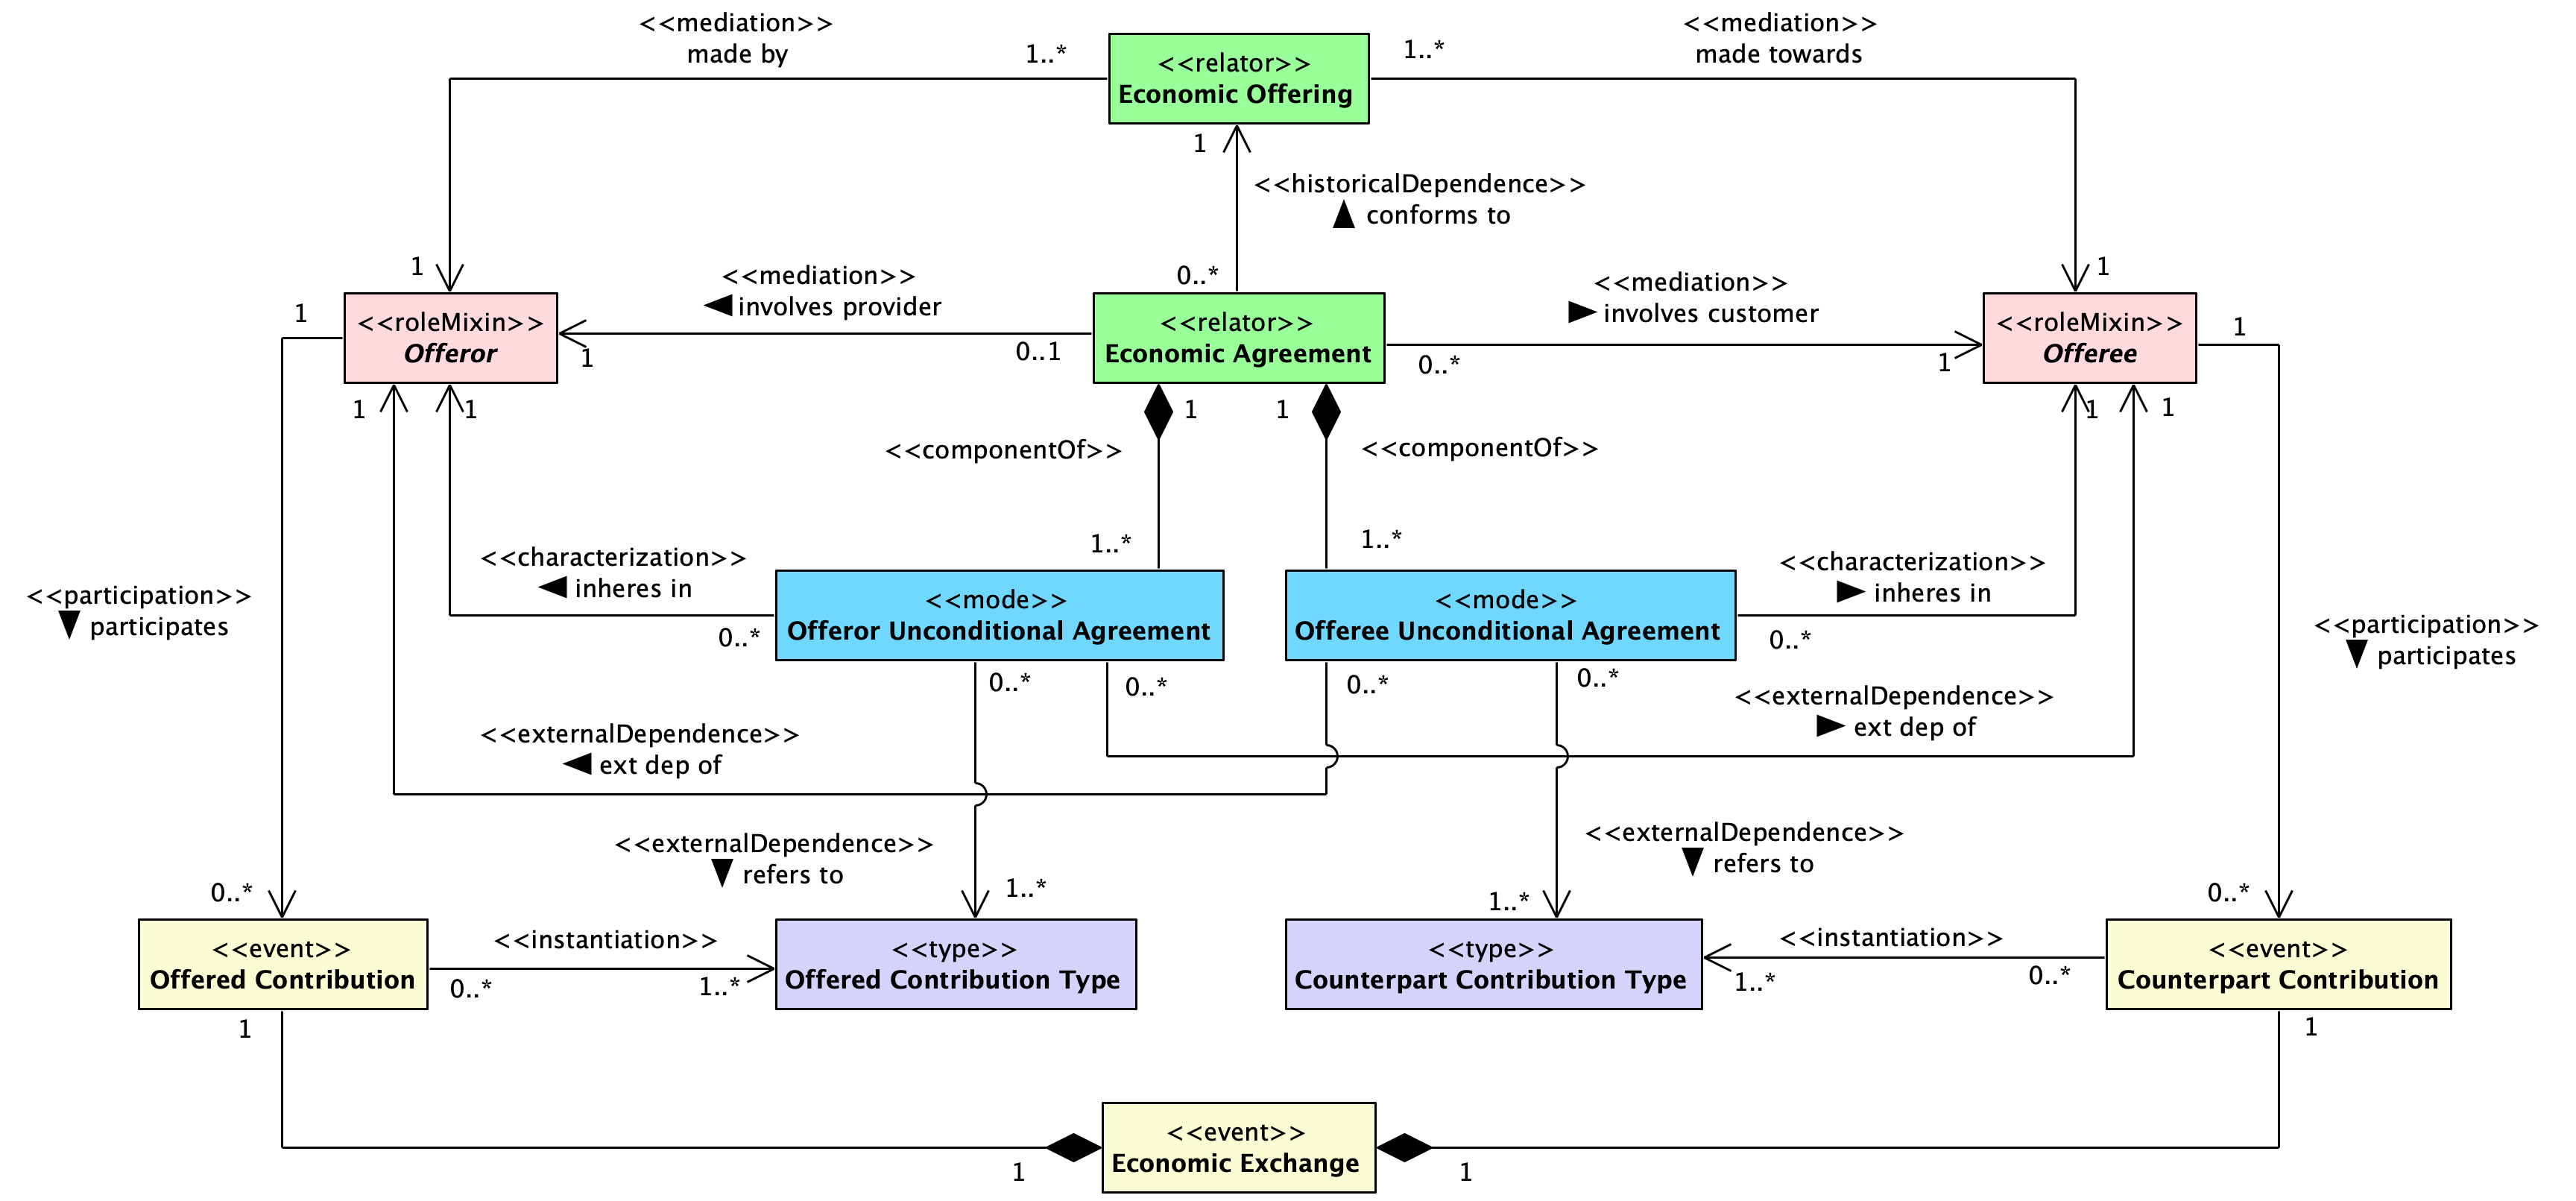 <<mediation>>
made by
1..*
<<relator>>
Economic Offering
1..*
<<mediation>>
made towards
1
<<historicalDependence>>
conforms to
1
0..*
1
<<mediation>>
involves provider
<<mediation>>
involves customer
1
<<roleMixin>>
Offeror
1
0..1
<<relator>>
Economic Agreement
0..*
1
<<roleMixin>>
Offeree
1
1
1
1
1
1
1
<<componentOf>>
<<componentOf>>
1..*
1..*
<<characterization>>
inheres in
0..*
<<mode>>
Offeror Unconditional Agreement
<<mode>>
Offeree Unconditional Agreement
<<characterization>>
inheres in
0..*
<<participation>>
participates
<<participation>>
participates
0..*
0..*
0..*
0..*
<<externalDependence>>
ext dep of
<<externalDependence>>
ext dep of
<<externalDependence>>
refers to
<<externalDependence>>
refers to
0..*
1..*
1..*
0..*
<<event>>
Offered Contribution
<<instantiation>>
0..*
1..*
<<type>>
Offered Contribution Type
<<type>>
Counterpart Contribution Type
<<instantiation>>
1..*
0..*
<<event>>
Counterpart Contribution
1
1
1
<<event>>
Economic Exchange
1